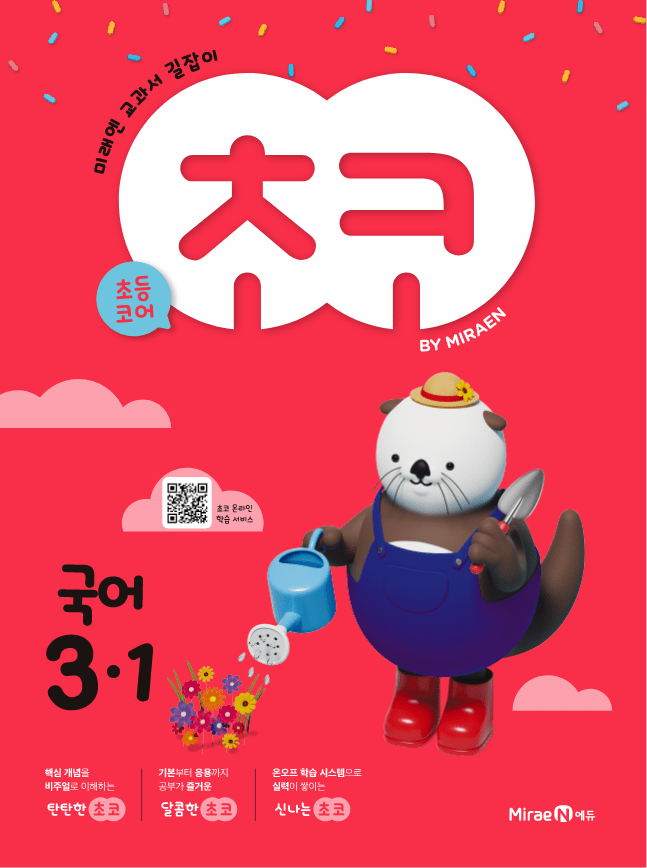 미래엔 교과서 길잡이
초코
초등
코어
BY MIRAEN
초코 온라인
학습 서비스
국어
3·1
핵심 개념을
비주얼로 이해하는
탄탄한 초코
기본부터 응용까지
공부가 즐거운
달콤한 초코
온오프 학습 시스템으로
실력이 쌓이는
신나는 초코
Mirae N 에듀